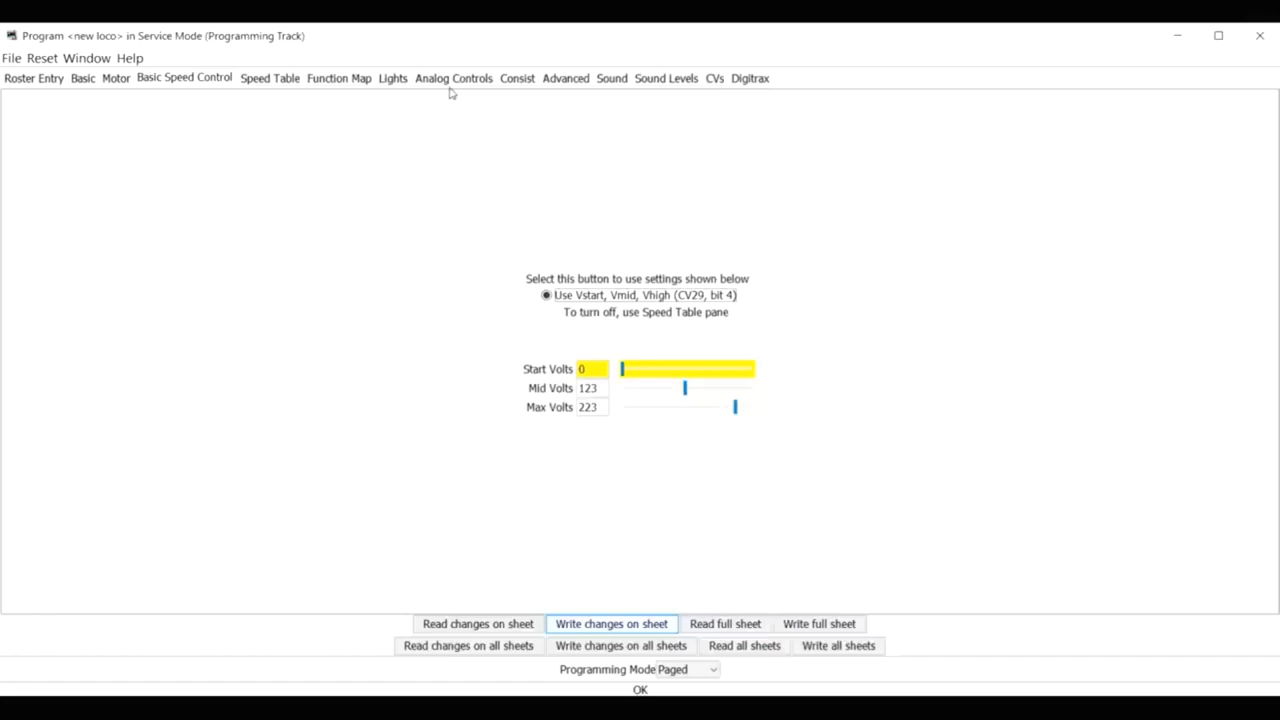 Program <new loco> in Service Mode (Programming Track)
File Reset Window Help
Roster Entry Basic Motor Basic Speed Control Speed Table Function Map Lights Analog Controls Consist Advanced Sound Sound Levels CVs Digitrax
Select this button to use settings shown below
Use Vstart, Vmid, Vhigh (CV29, bit 4)
To turn off, use Speed Table pane
Start Volts 0
Mid Volts 123
Max Volts 223
Read changes on sheet Write changes on sheet Read full sheet Write full sheet
Read changes on all sheets Write changes on all sheets Read all sheets Write all sheets
Programming Mode Paged
OK